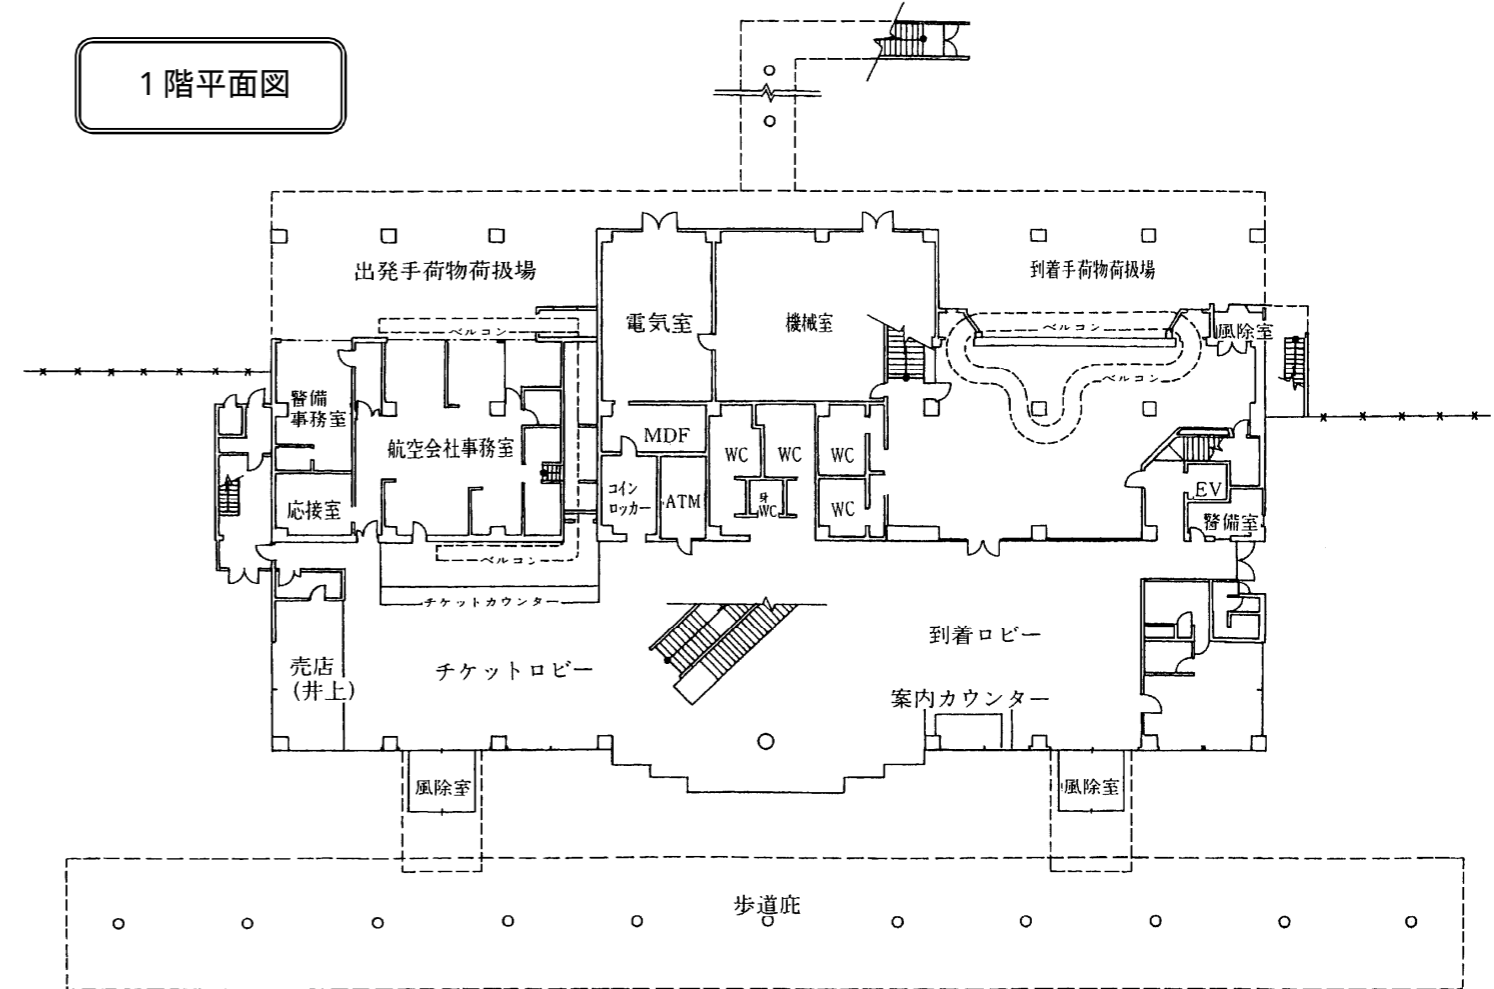 1階平面図
出発手荷物荷扱場
到着手荷物荷扱場
ベルコン
電気室
機械室
ベルコン
風除室
ベルコン
警備
事務室
航空会社事務室
MDF
WC
WC
WC
応接室
コイン
ロッカー
ATM
身
WC
WC
EV
警備室
ベルコン
チケットカウンター
到着ロビー
売店
(井上)
チケットロビー
案内カウンター
風除室
風除室
歩道庇